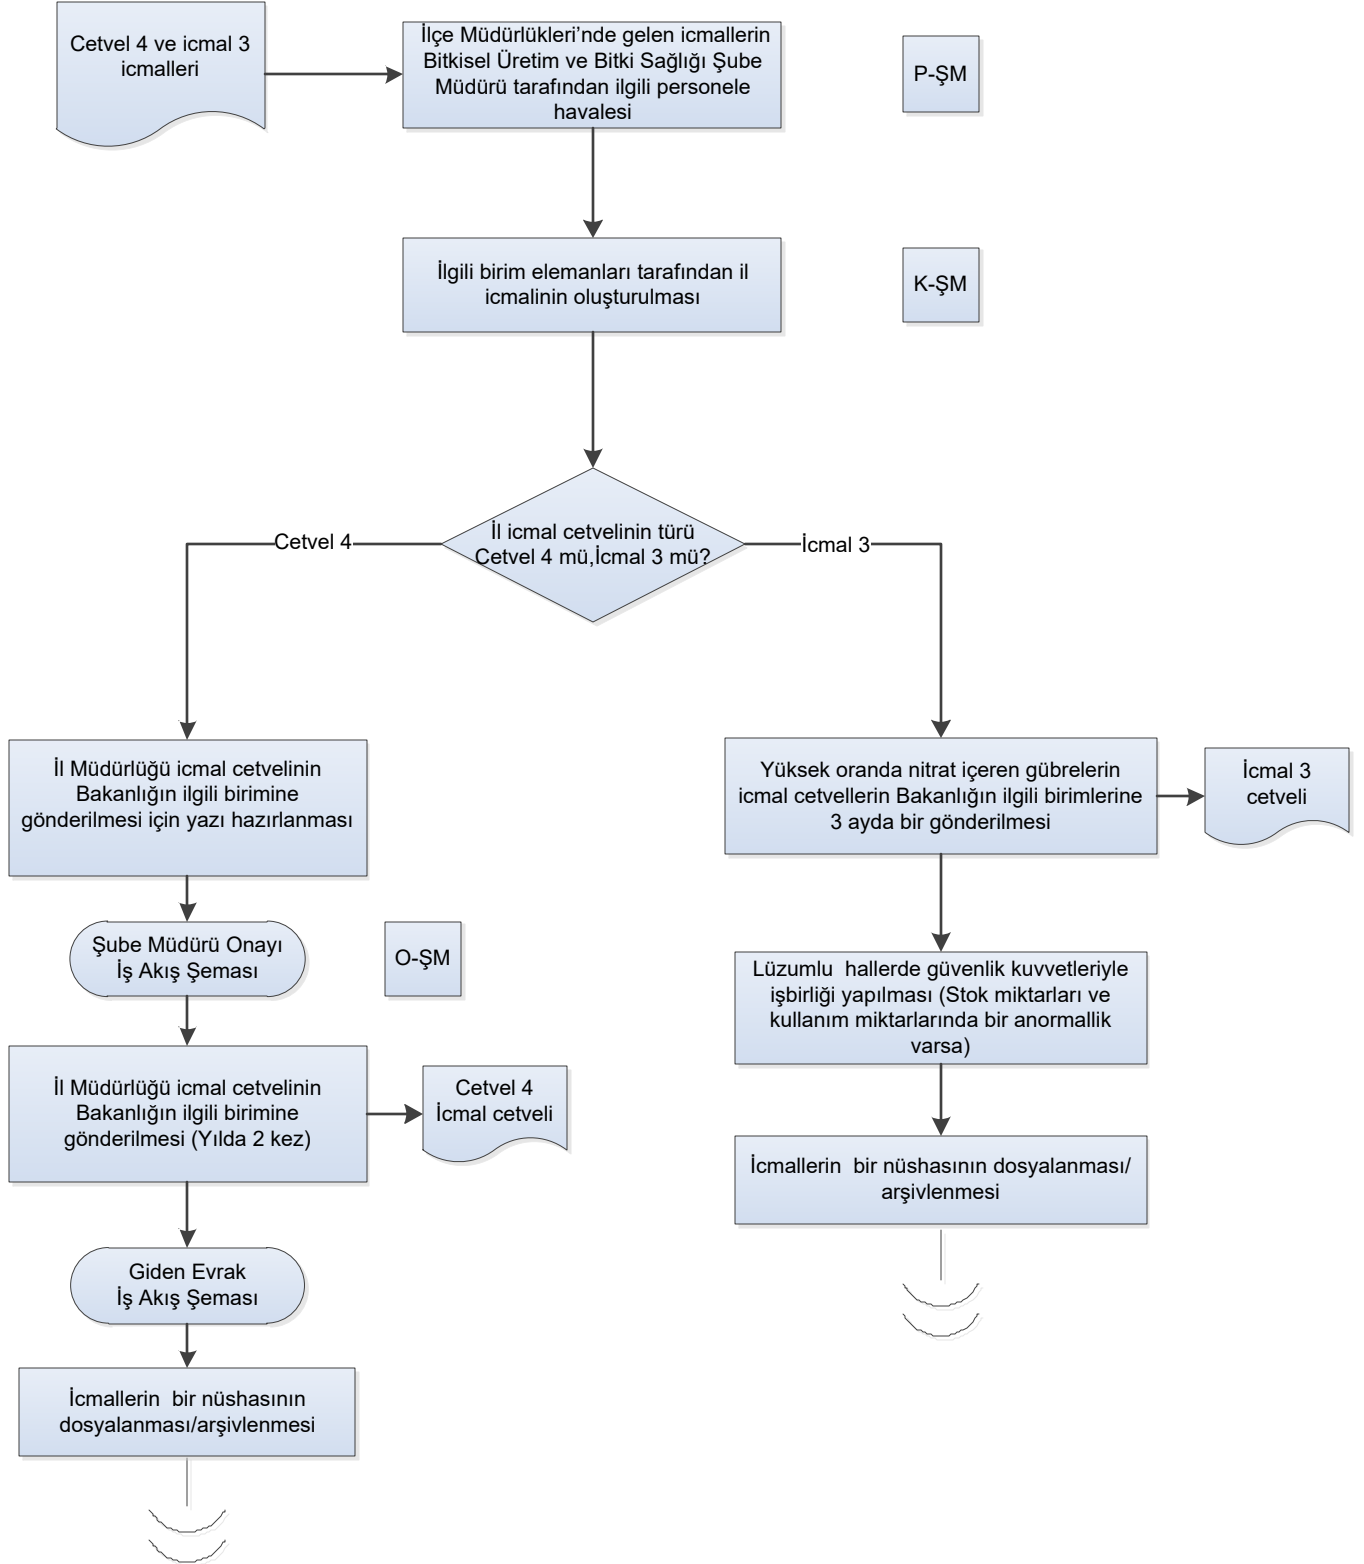 Cetvel 4 ve icmal 3
icmalleri
İlçe Müdürlükleri’nde gelen icmallerin
Bitkisel Üretim ve Bitki Sağlığı Şube
Müdürü tarafından ilgili personele
havalesi
P-ŞM
İlgili birim elemanları tarafından il
icmalinin oluşturulması
K-ŞM
İl icmal cetvelinin türü
Cetvel 4 mü,İcmal 3 mü?
Cetvel 4
İcmal 3
İl Müdürlüğü icmal cetvelinin
Bakanlığın ilgili birimine
gönderilmesi için yazı hazırlanması
Şube Müdürü Onayı
İş Akış Şeması
O-ŞM
İl Müdürlüğü icmal cetvelinin
Bakanlığın ilgili birimine
gönderilmesi (Yılda 2 kez)
Cetvel 4
İcmal cetveli
Giden Evrak
İş Akış Şeması
İcmallerin  bir nüshasının
dosyalanması/arşivlenmesi
Yüksek oranda nitrat içeren gübrelerin
icmal cetvellerin Bakanlığın ilgili birimlerine
3 ayda bir gönderilmesi
İcmal 3
cetveli
Lüzumlu  hallerde güvenlik kuvvetleriyle
işbirliği yapılması (Stok miktarları ve
kullanım miktarlarında bir anormallik
varsa)
İcmallerin  bir nüshasının dosyalanması/
arşivlenmesi